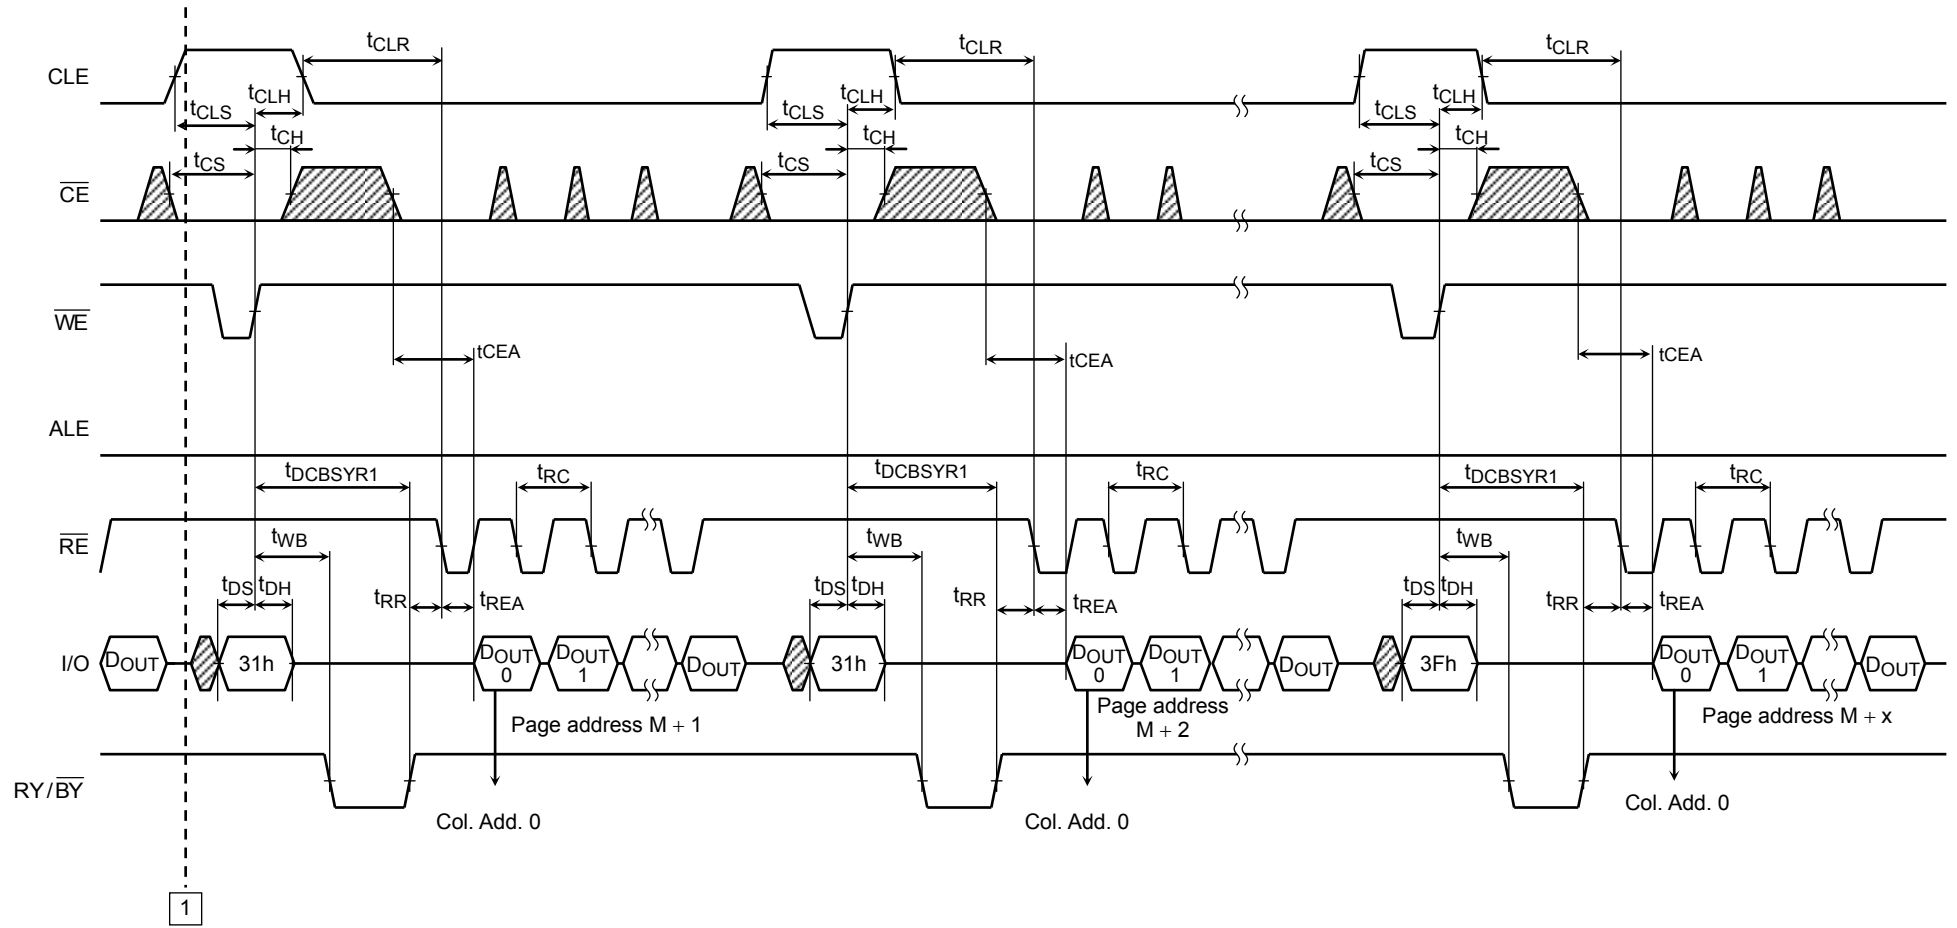 tCLR tCLR tCLR
CLE
tCLH tCLH tCLH
tCLS tCLS tCLS
tCH tCH tCH
tCS tCS tCS
CE
WE
tCEA tCEA tCEA
ALE
tDCBSYR1 tDCBSYR1 tDCBSYR1
tRC tRC tRC
RE
tWB tWB tWB
tDS tDH tDS tDH tDS tDH
tRR tREA tRR tREA tRR tREA
I/O DOUT 31h DOUT 0 DOUT 1 DOUT 31h DOUT 0 DOUT 1 DOUT 3Fh DOUT 0 DOUT 1 DOUT
Page address M + 1
Page address
M + 2
Page address M + x
RY/BY
Col. Add. 0 Col. Add. 0 Col. Add. 0
1